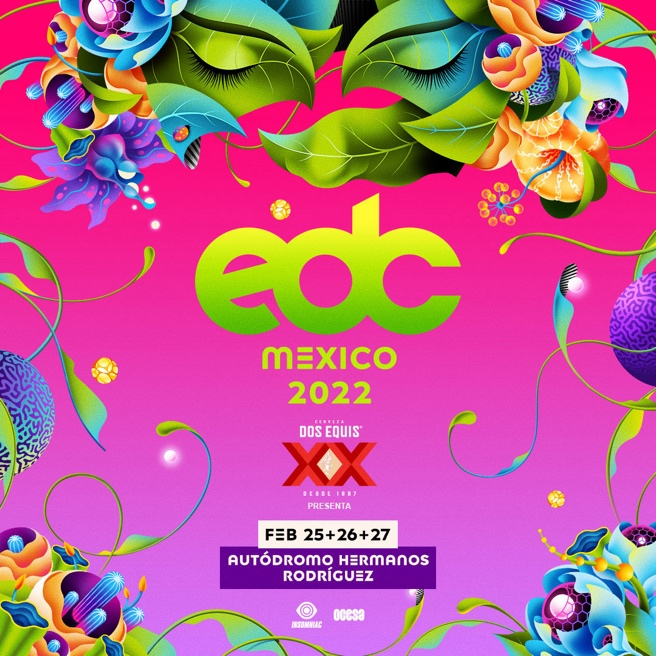 edc
MEXICO
2022
CERVEZA
DOS EQUIS
XX
DESDE 1897
PRESENTA
FEB 25+26+27
AUTÓDROMO HERMANOS
RODRÍGUEZ
INSOMNIAC
ocesa